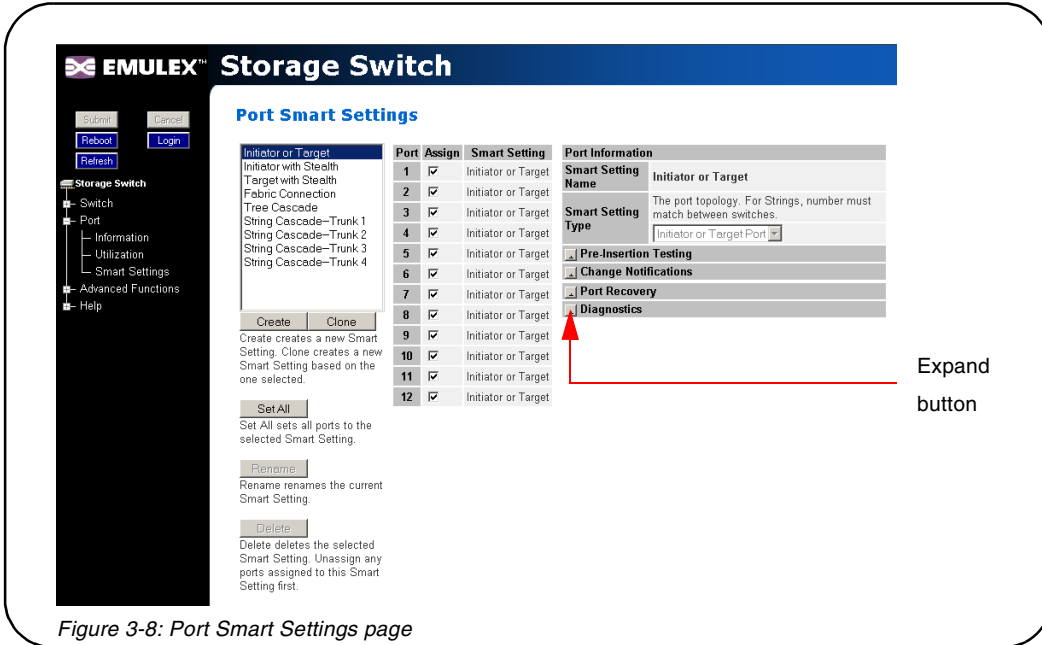 EMULEX™ Storage Switch
Submit Cancel
Reboot Login
Refresh
Storage Switch
Switch
Port
Information
Utilization
Smart Settings
Advanced Functions
Help
Port Smart Settings
Initiator or Target
Initiator with Stealth
Target with Stealth
Fabric Connection
Tree Cascade
String Cascade–Trunk 1
String Cascade–Trunk 2
String Cascade–Trunk 3
String Cascade–Trunk 4
Create Clone
Create creates a new Smart
Setting. Clone creates a new
Smart Setting based on the
one selected.
Set All
Set All sets all ports to the
selected Smart Setting.
Rename
Rename renames the current
Smart Setting.
Delete
Delete deletes the selected
Smart Setting. Unassign any
ports assigned to this Smart
Setting first.
Port Assign Smart Setting
1 Initiator or Target
2 Initiator or Target
3 Initiator or Target
4 Initiator or Target
5 Initiator or Target
6 Initiator or Target
7 Initiator or Target
8 Initiator or Target
9 Initiator or Target
10 Initiator or Target
11 Initiator or Target
12 Initiator or Target
Port Information
Smart Setting
Name
Initiator or Target
Smart Setting
Type
The port topology. For Strings, number must
match between switches.
Initiator or Target Port
Pre-Insertion Testing
Change Notifications
Port Recovery
Diagnostics
Expand
button
Figure 3-8: Port Smart Settings page